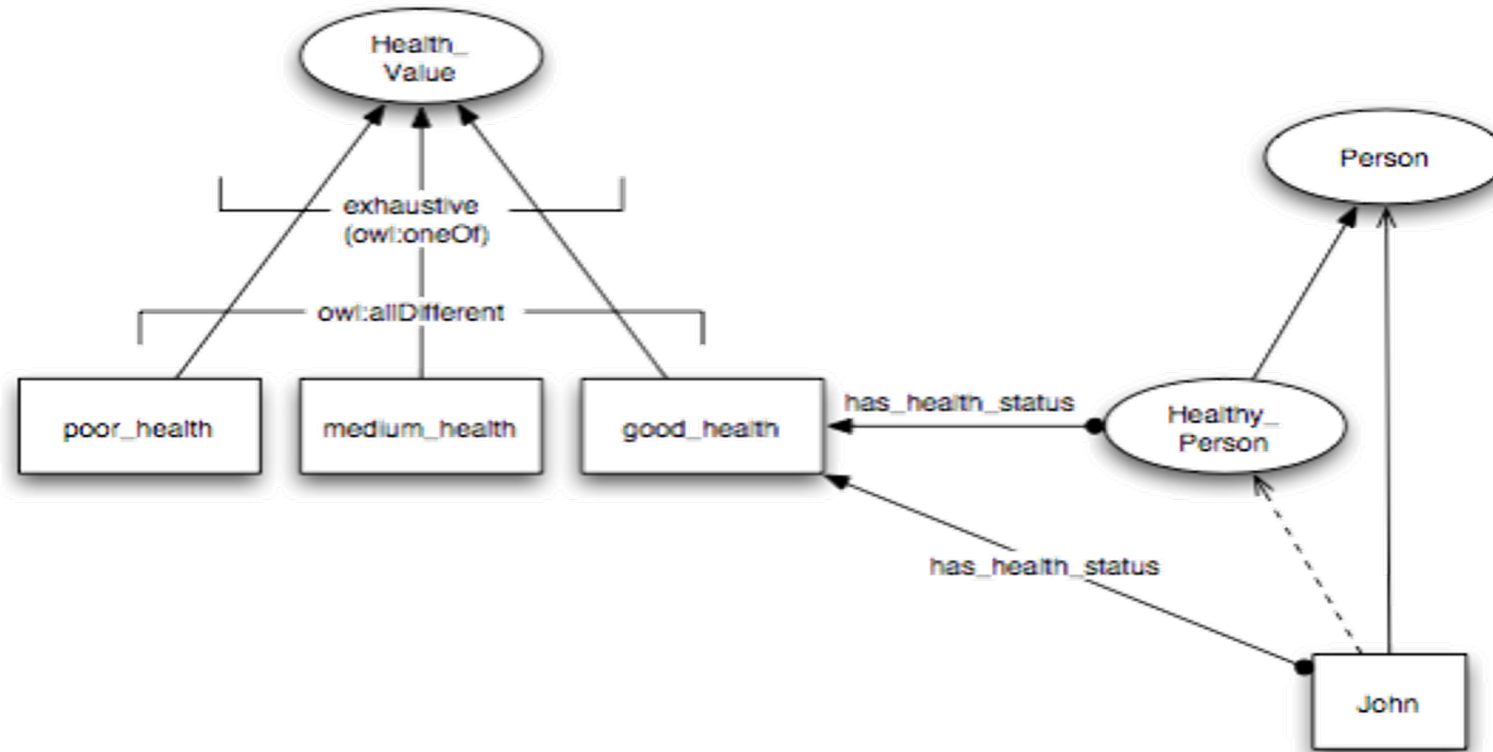 Health_
Value
Person
exhaustive
(owl:oneOf)
owl:allDifferent
poor_health
medium_health
good_health
has_health_status
Healthy_
Person
has_health_status
John